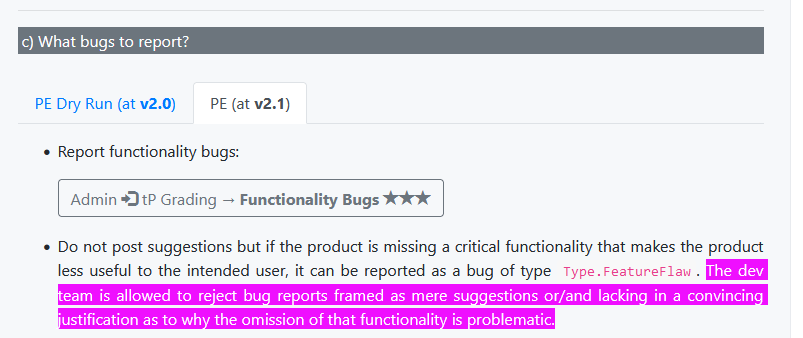 c) What bugs to report?
PE Dry Run (at v2.0) PE (at v2.1)
• Report functionality bugs:
Admin tP Grading → Functionality Bugs ★★★
• Do not post suggestions but if the product is missing a critical functionality that makes the product
less useful to the intended user, it can be reported as a bug of type Type.FeatureFlaw. The dev
team is allowed to reject bug reports framed as mere suggestions or/and lacking in a convincing
justification as to why the omission of that functionality is problematic.